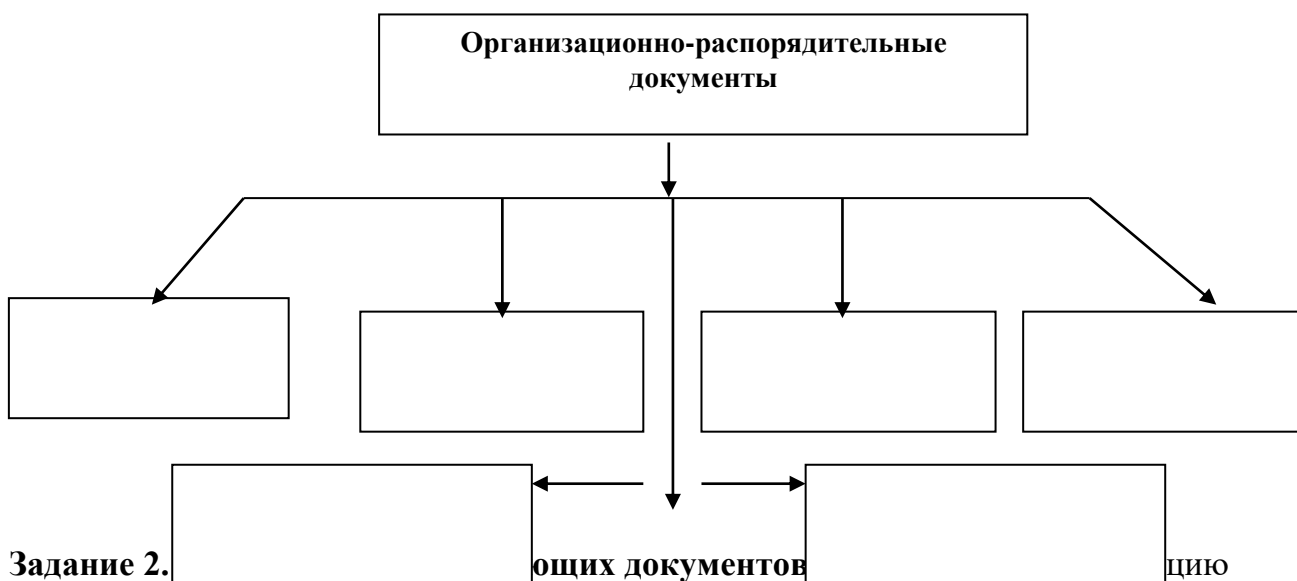 Организационно-распорядительные
документы
Задание 2. ющих документов цию